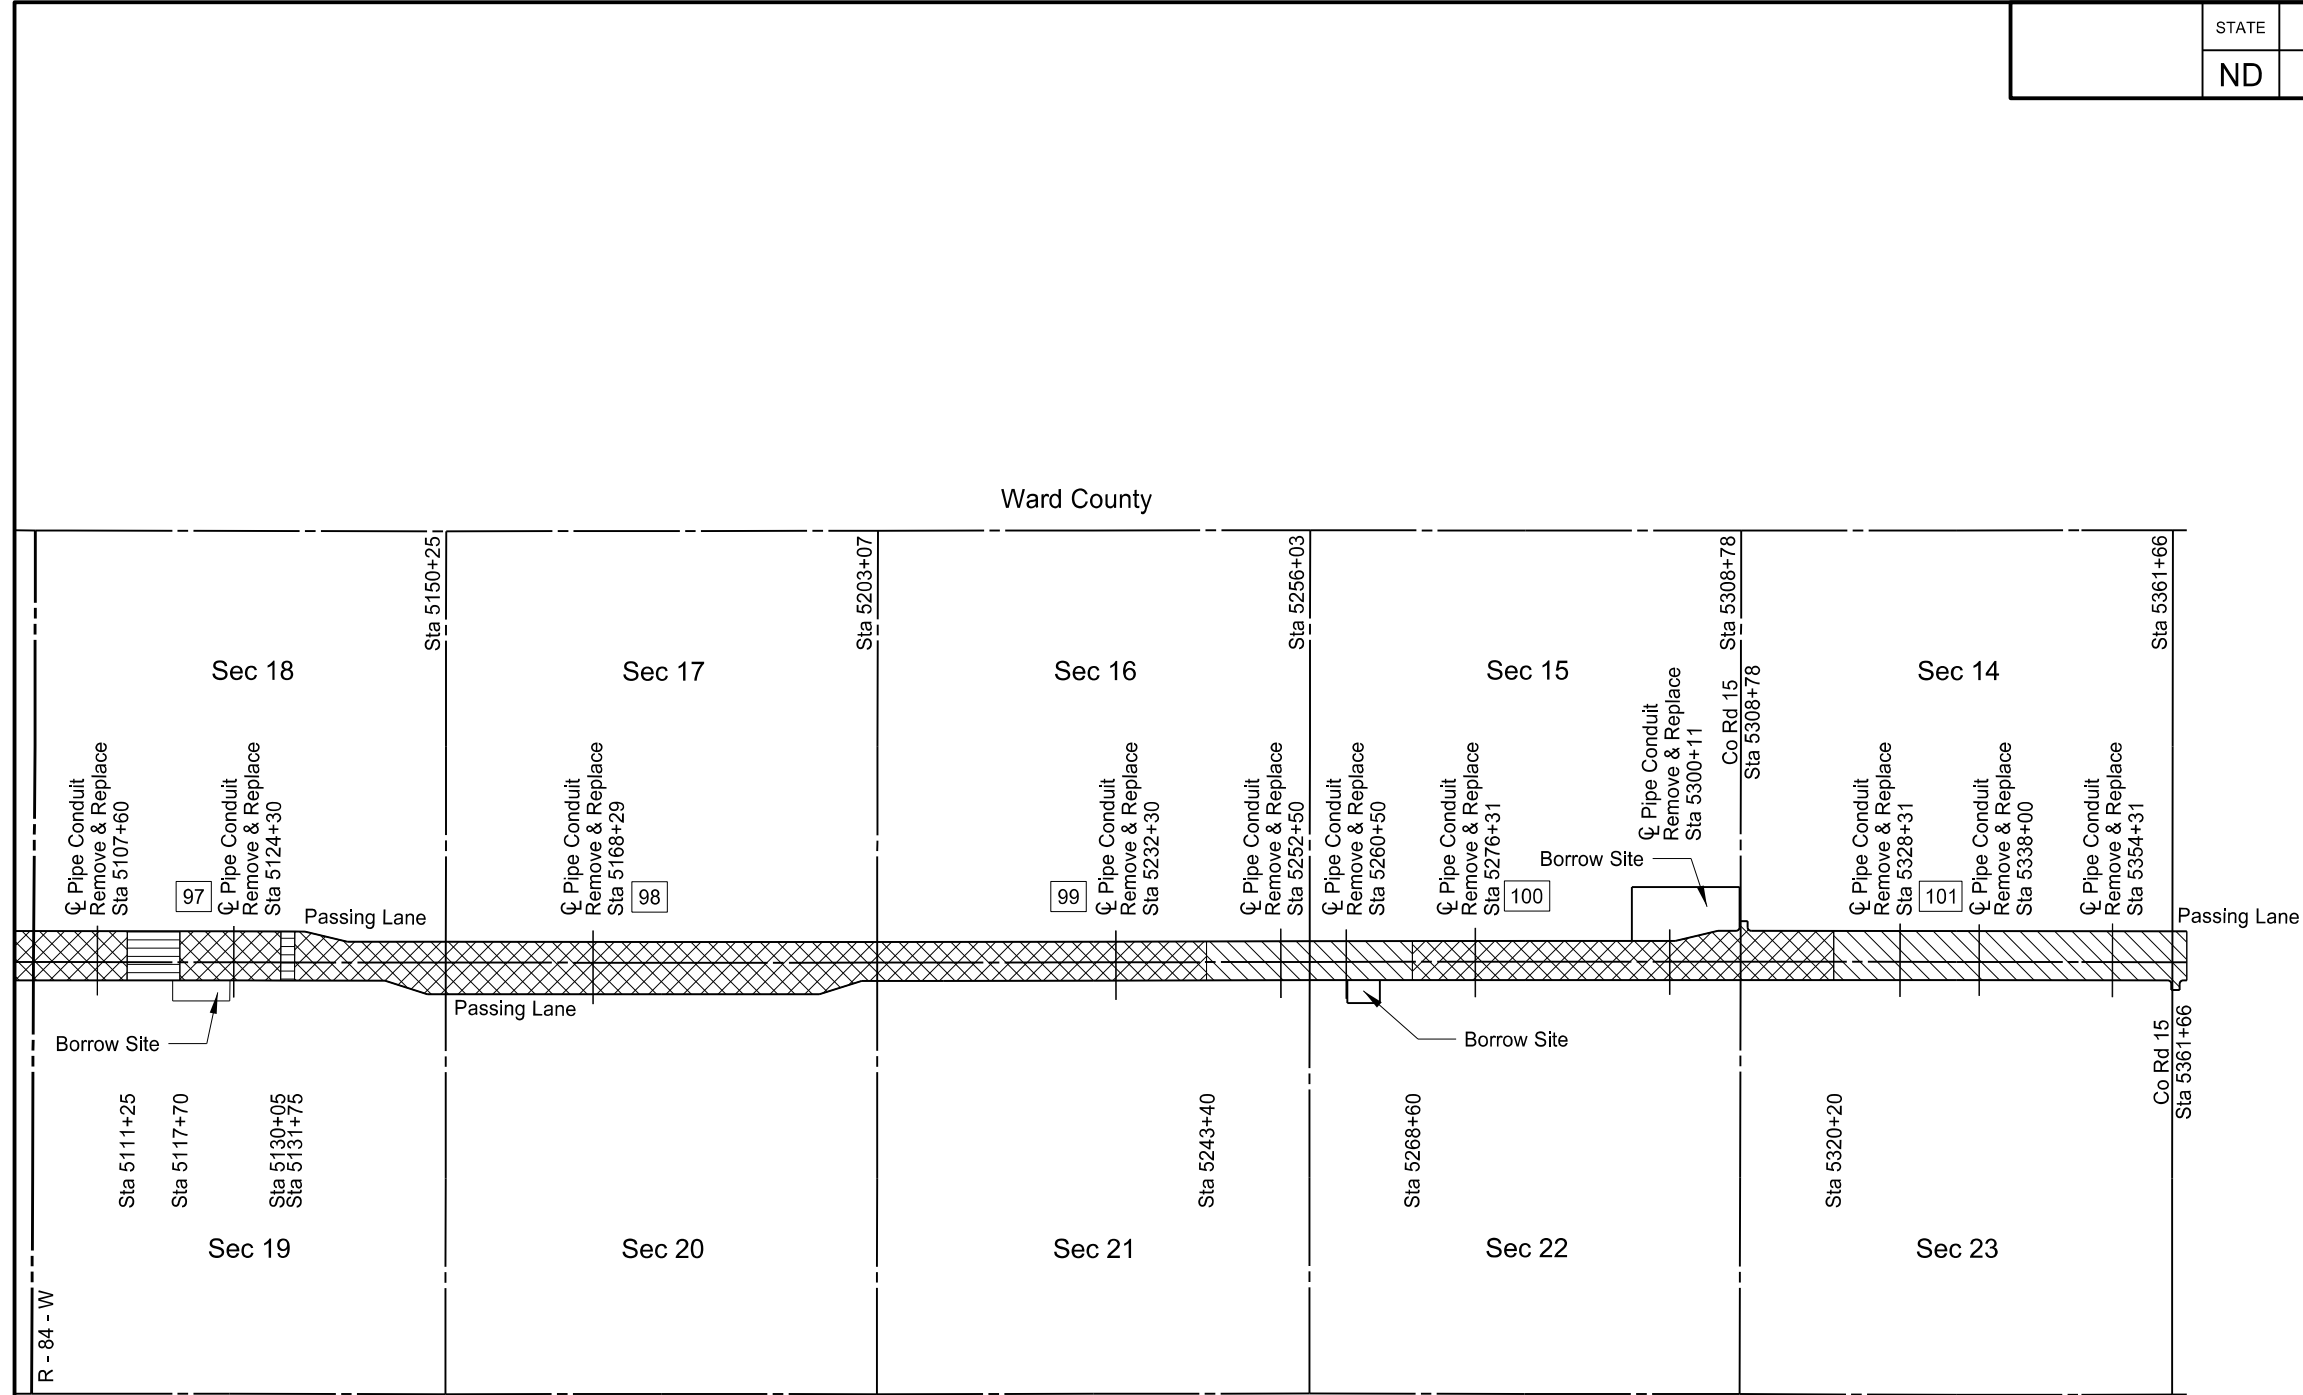 STATE
ND
Ward County
Sta 5150+25
Sta 5203+07
Sta 5256+03
Sta 5308+78
Sta 5361+66
Sec 18
Sec 17
Sec 16
Sec 15
Sec 14
Co Rd 15
Sta 5308+78
℄ Pipe Conduit
Remove & Replace
Sta 5107+60
97
℄ Pipe Conduit
Remove & Replace
Sta 5124+30
Passing Lane
℄ Pipe Conduit
Remove & Replace
Sta 5168+29
98
99
℄ Pipe Conduit
Remove & Replace
Sta 5232+30
℄ Pipe Conduit
Remove & Replace
Sta 5252+50
℄ Pipe Conduit
Remove & Replace
Sta 5260+50
℄ Pipe Conduit
Remove & Replace
Sta 5276+31
100
Borrow Site
℄ Pipe Conduit
Remove & Replace
Sta 5300+11
℄ Pipe Conduit
Remove & Replace
Sta 5328+31
101
℄ Pipe Conduit
Remove & Replace
Sta 5338+00
℄ Pipe Conduit
Remove & Replace
Sta 5354+31
Passing Lane
Passing Lane
Borrow Site
Borrow Site
Co Rd 15
Sta 5361+66
Sta 5111+25
Sta 5117+70
Sta 5130+05
Sta 5131+75
Sta 5243+40
Sta 5268+60
Sta 5320+20
Sec 19
Sec 20
Sec 21
Sec 22
Sec 23
R - 84 - W